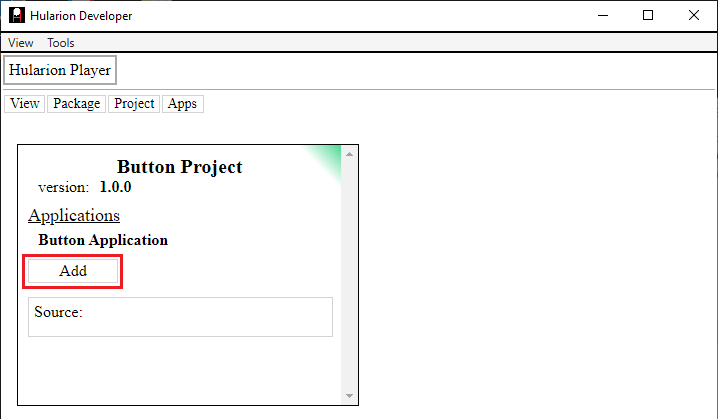 Hularion Developer
View Tools
Hularion Player
View Package Project Apps
Button Project
version: 1.0.0
Applications
Button Application
Add
Source: